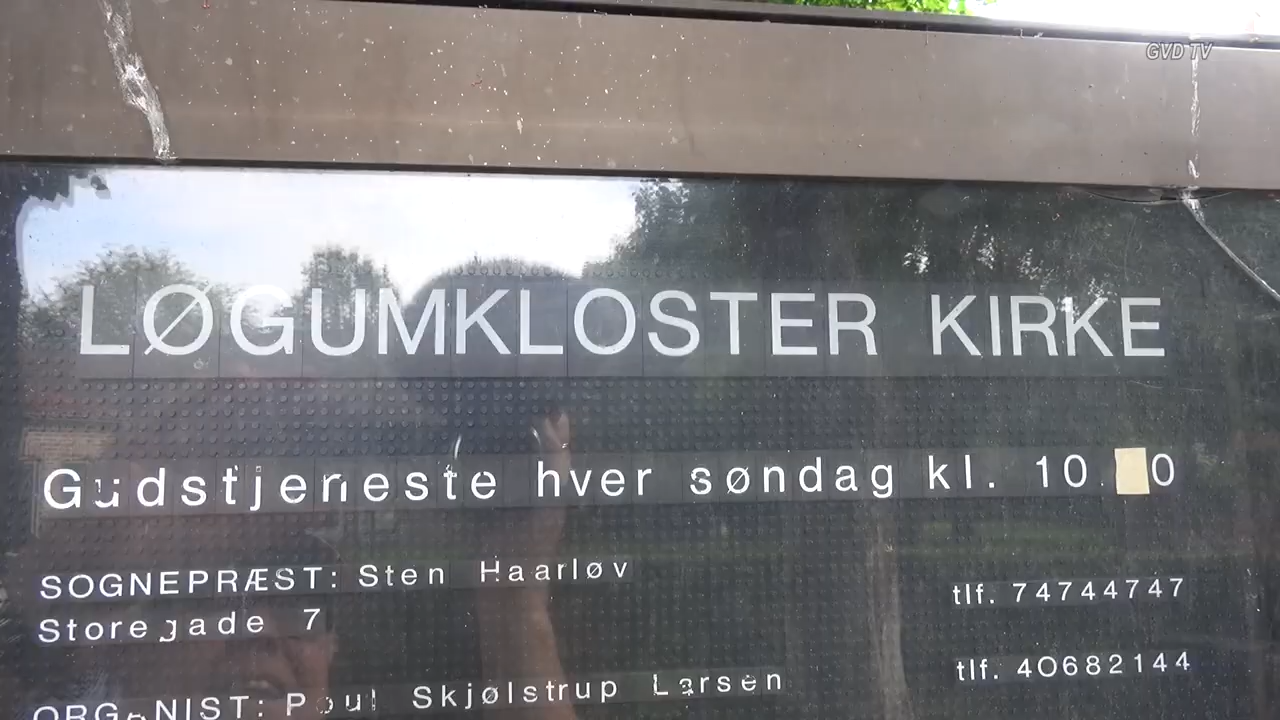 GVD TV
LØGUMKLOSTER KIRKE
Gudstjeneste hver søndag kl. 10. 0
SOGNEPRÆST: Sten Haarløv
Storegade 7 tlf. 74744747
ORGANIST: Poul Skjølstrup Larsen tlf. 40682144